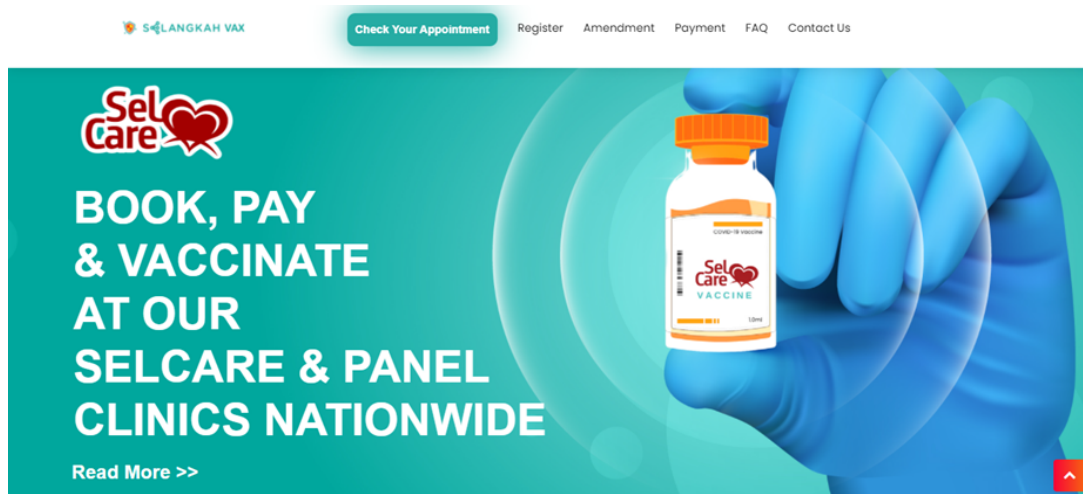 SELANGKAH VAX
Check Your Appointment
Register
Amendment
Payment
FAQ
Contact Us
Sel
Care
BOOK, PAY
& VACCINATE
AT OUR
SELCARE & PANEL
CLINICS NATIONWIDE
Read More >>
COVID-19 Vaccine
Sel
Care
VACCINE
10ml